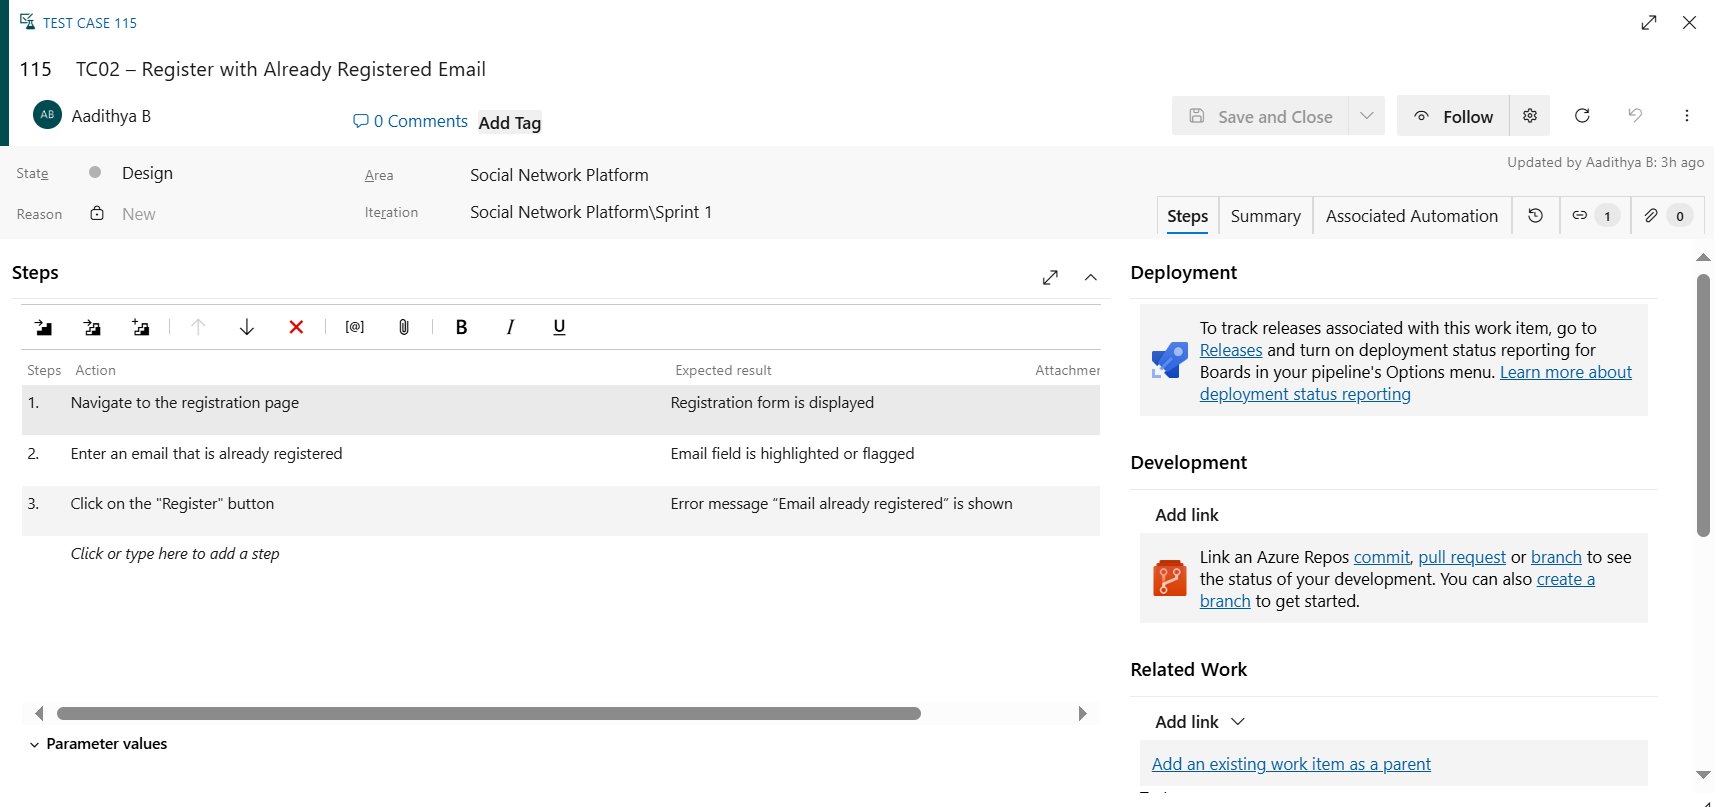 TEST CASE 115
115 TC02 – Register with Already Registered Email
AB Aadithya B
0 Comments Add Tag
Save and Close
Follow
State Design
Area Social Network Platform
Updated by Aadithya B: 3h ago
Reason New
Iteration Social Network Platform\Sprint 1
Steps Summary Associated Automation 1 0
Steps
[@] B I U
Steps Action Expected result Attachmen
1. Navigate to the registration page Registration form is displayed
2. Enter an email that is already registered Email field is highlighted or flagged
3. Click on the "Register" button Error message “Email already registered” is shown
Click or type here to add a step
Parameter values
Deployment
To track releases associated with this work item, go to
Releases and turn on deployment status reporting for
Boards in your pipeline's Options menu. Learn more about
deployment status reporting
Development
Add link
Link an Azure Repos commit, pull request or branch to see
the status of your development. You can also create a
branch to get started.
Related Work
Add link
Add an existing work item as a parent